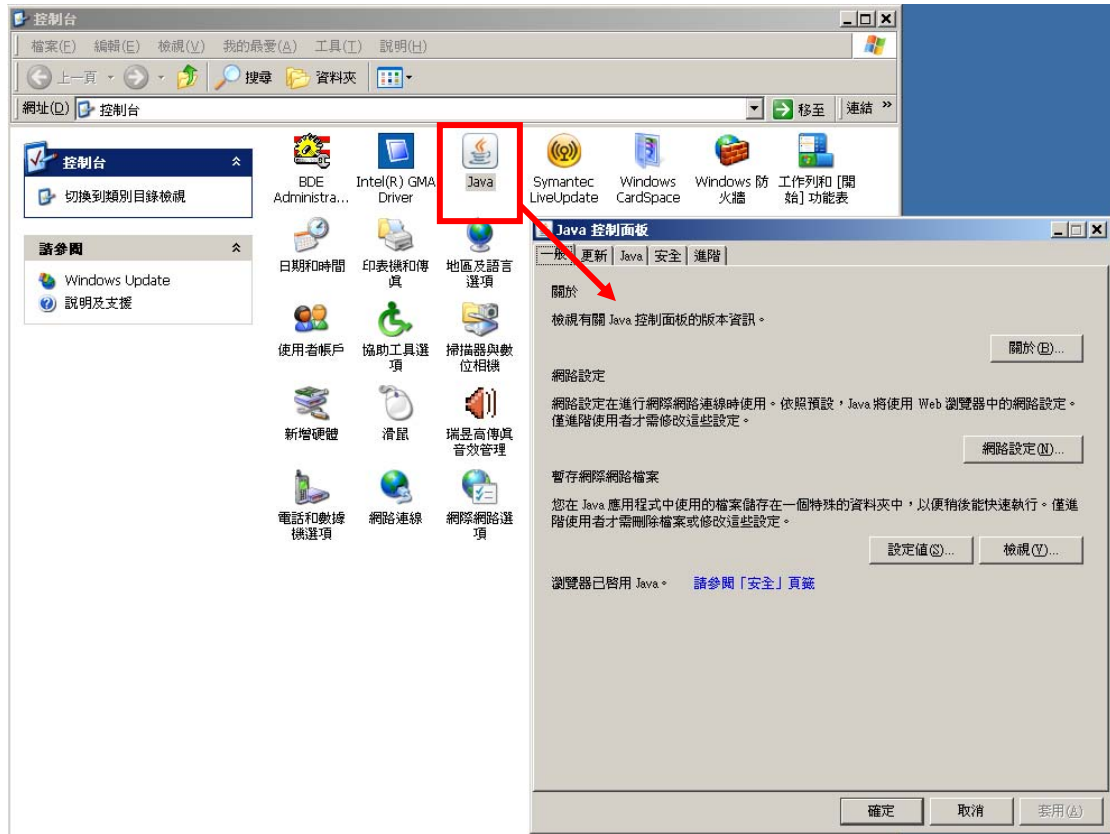 控制台
檔案(F) 編輯(E) 檢視(V) 我的最愛(A) 工具(T) 說明(H)
上一頁 搜尋 資料夾
網址(D) 控制台 移至 連結 »
控制台
切換到類別目錄檢視
請參閱
Windows Update
說明及支援
BDE
Administra...
Intel(R) GMA
Driver
Java
Symantec
LiveUpdate
Windows
CardSpace
Windows 防
火牆
工作列和 [開
始] 功能表
日期和時間
印表機和傳
真
地區及語言
選項
使用者帳戶
協助工具選
項
掃描器與數
位相機
新增硬體
滑鼠
瑞昱高傳真
音效管理
電話和數據
機選項
網路連線
網際網路選
項
Java 控制面板
一般 更新 Java 安全 進階
關於
檢視有關 Java 控制面板的版本資訊。
關於(B)...
網路設定
網路設定在進行網際網路連線時使用。依照預設，Java 將使用 Web 瀏覽器中的網路設定。
僅進階使用者才需修改這些設定。
網路設定(N)...
暫存網際網路檔案
您在 Java 應用程式中使用的檔案儲存在一個特殊的資料夾中，以便稍後能快速執行。僅進
階使用者才需刪除檔案或修改這些設定。
設定值(S)... 檢視(V)...
瀏覽器已啓用 Java。 請參閱「安全」頁籤
確定 取消 套用(A)